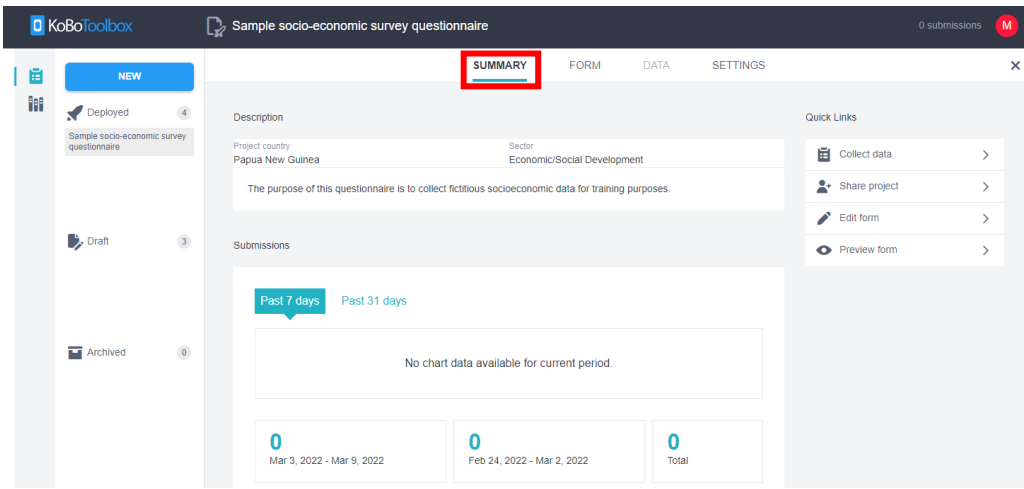 KoBoToolbox
Sample socio-economic survey questionnaire
0 submissions
M
NEW
Deployed
4
Sample socio-economic survey
questionnaire
Draft
3
Archived
0
SUMMARY
FORM
DATA
SETTINGS
Description
Project country
Sector
Papua New Guinea
Economic/Social Development
The purpose of this questionnaire is to collect fictitious socioeconomic data for training purposes.
Submissions
Past 7 days
Past 31 days
No chart data available for current period.
0
Mar 3, 2022 - Mar 9, 2022
0
Feb 24, 2022 - Mar 2, 2022
0
Total
Quick Links
Collect data
Share project
Edit form
Preview form